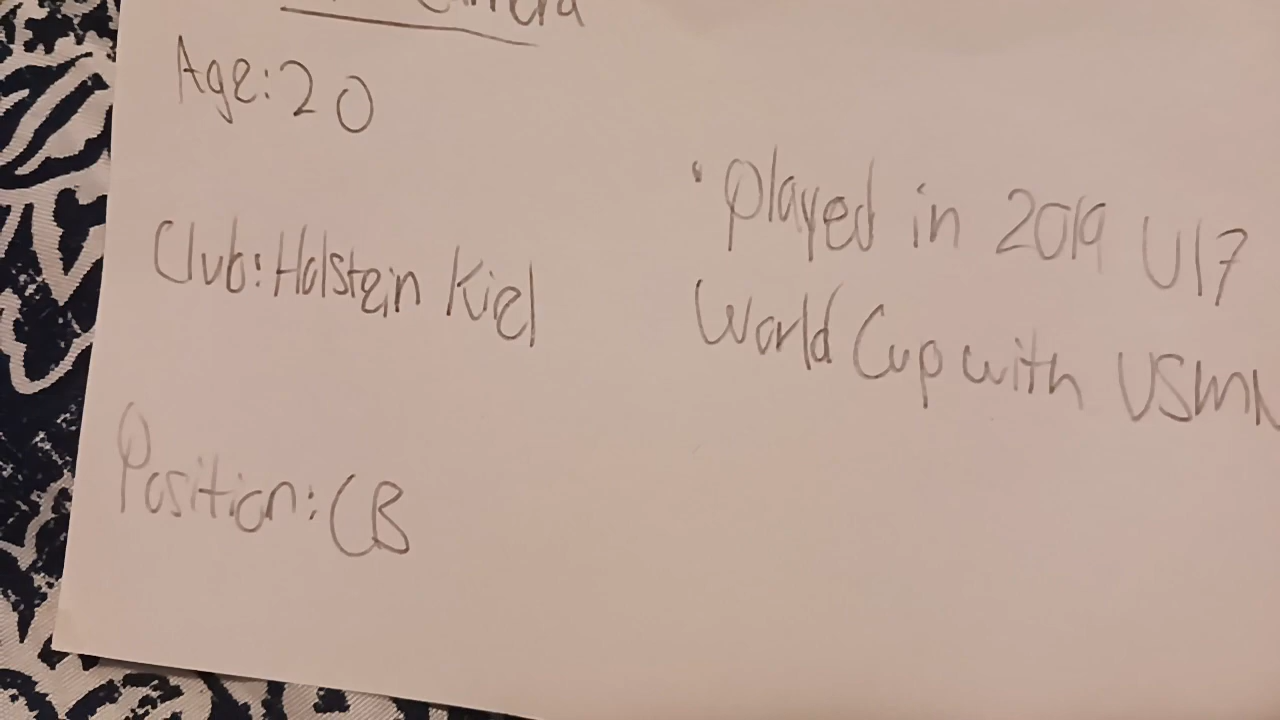 Age: 20
• Played in 2019 U17
Club: Holstein Kiel
World Cup with
Position: CB